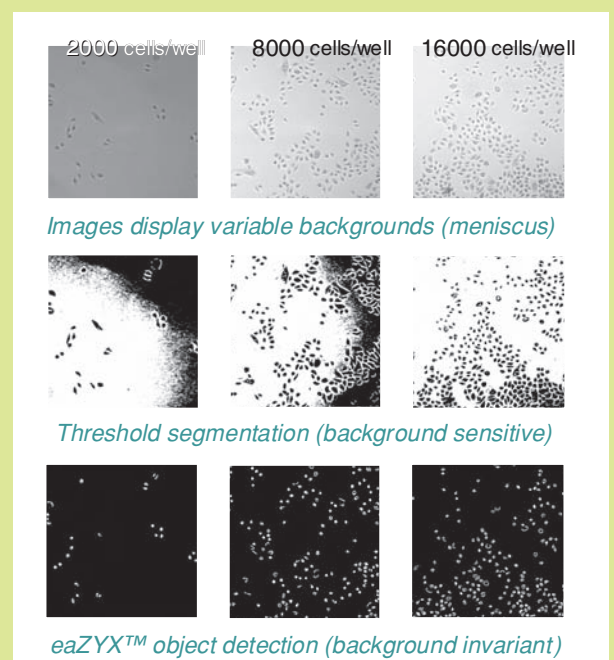 2000 cells/well 8000 cells/well 16000 cells/well
Images display variable backgrounds (meniscus)
Threshold segmentation (background sensitive)
eaZYX™ object detection (background invariant)